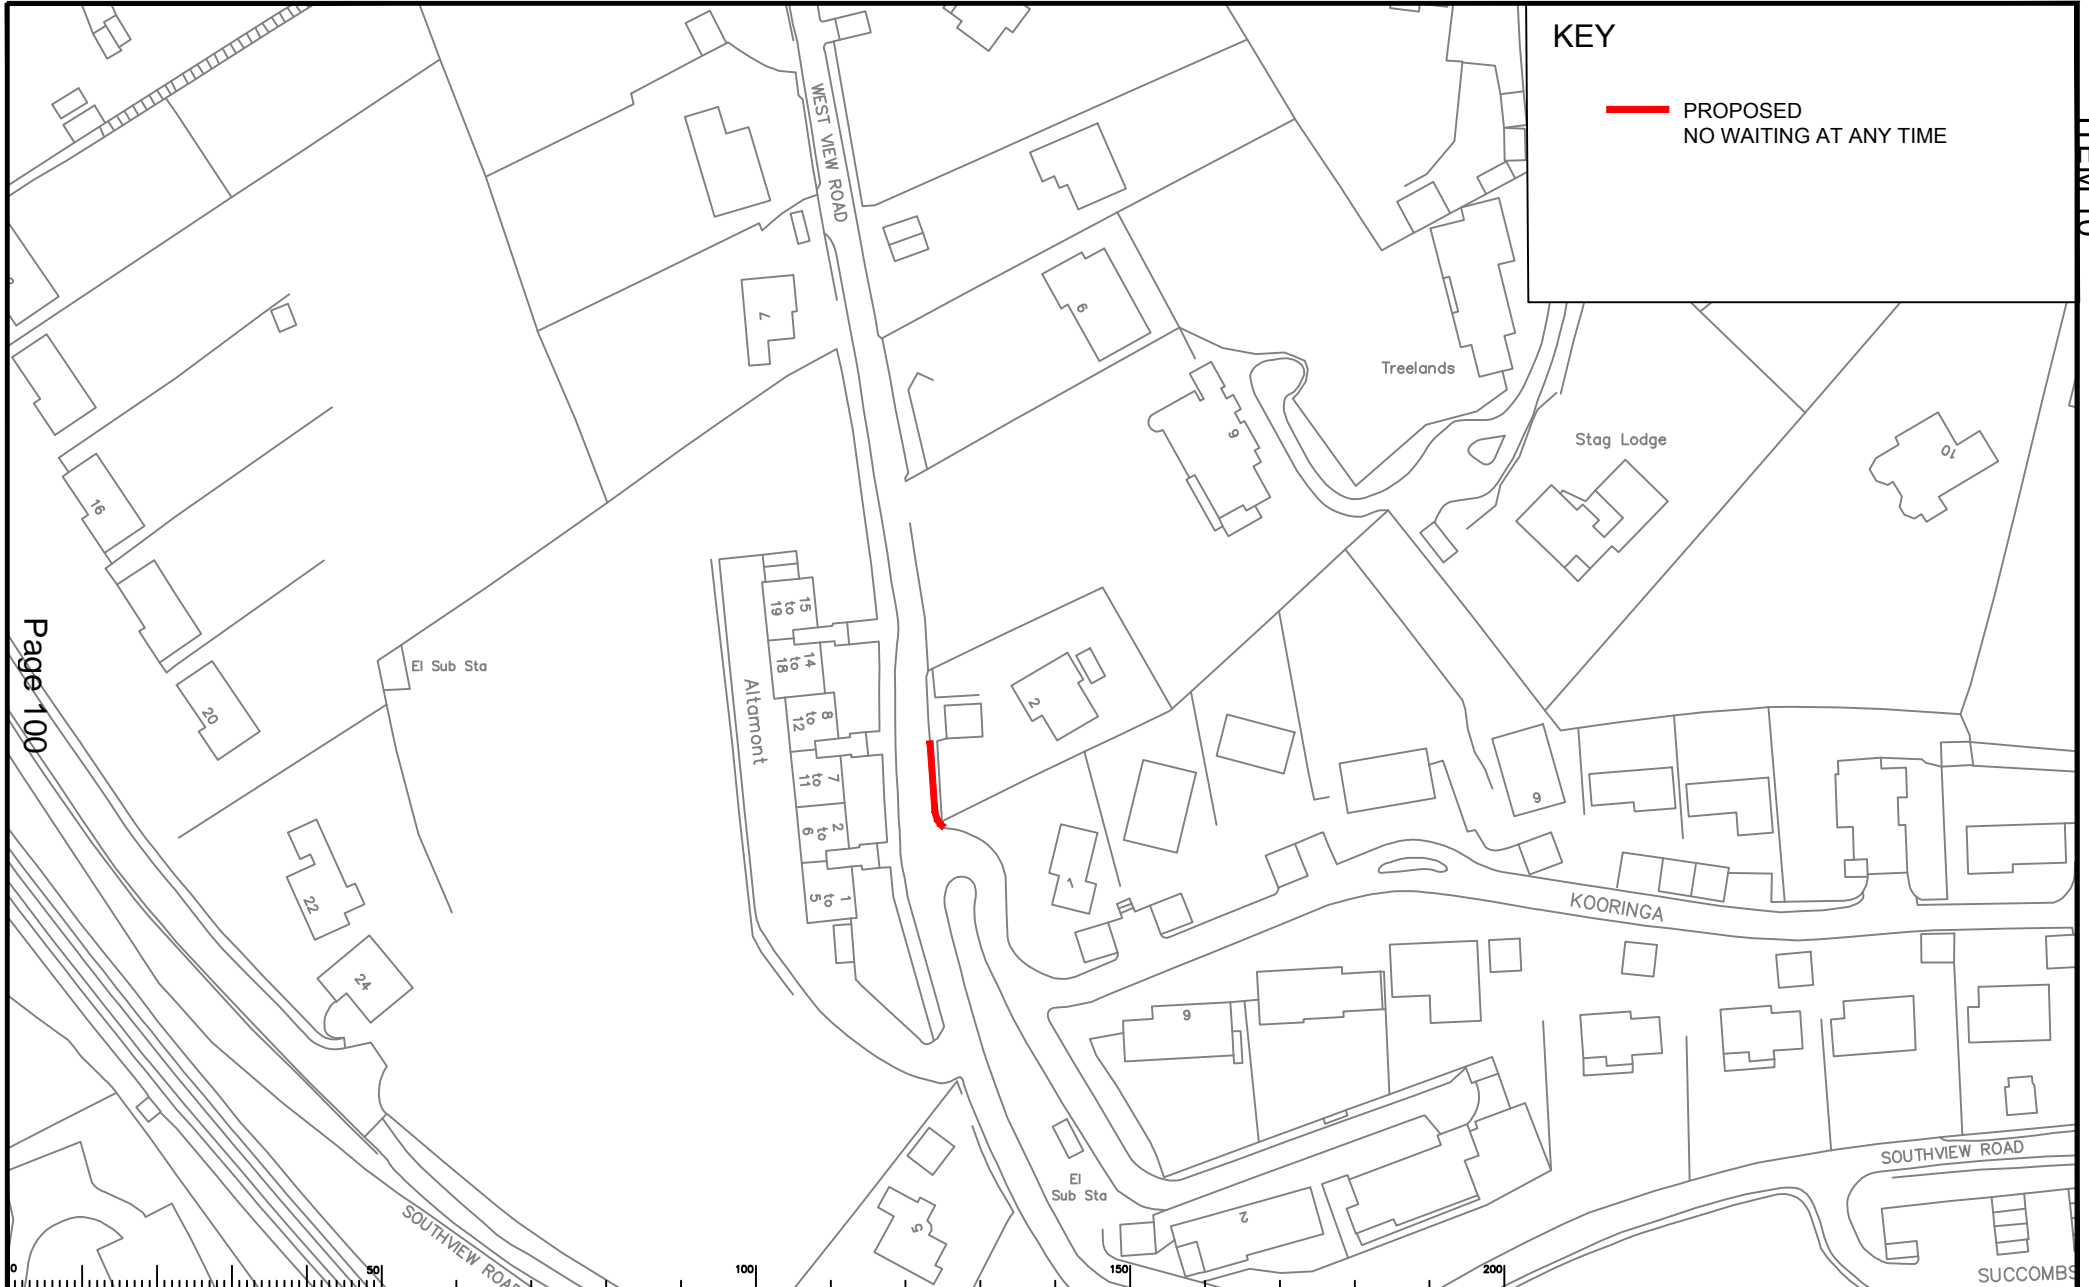 KEY
PROPOSED
NO WAITING AT ANY TIME
WEST VIEW ROAD
7
6
9
Treelands
Stag Lodge
10
16
20
22
24
El Sub Sta
Altamont
15
to
19
14
to
18
8
to
12
7
to
11
2
to
6
1
to
5
2
1
9
KOORINGA
9
El
Sub Sta
2
5
SOUTHVIEW ROAD
SOUTHVIEW ROAD
Page 100
0
50
100
150
200